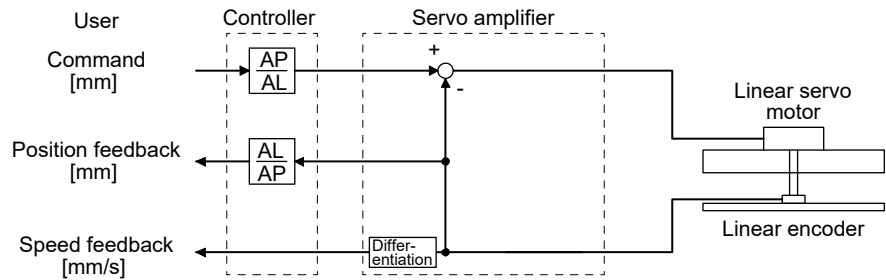 User
Controller
Servo amplifier
Command
[mm]
AP
AL
+
-
Linear servo
motor
Position feedback
[mm]
AL
AP
Linear encoder
Speed feedback
[mm/s]
Differ-
entiation